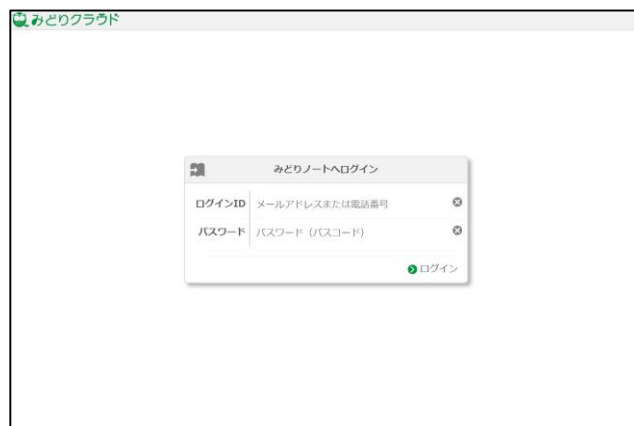 みどりクラウド
みどりノートへログイン
ログインID メールアドレスまたは電話番号
パスワード パスワード（パスコード）
ログイン